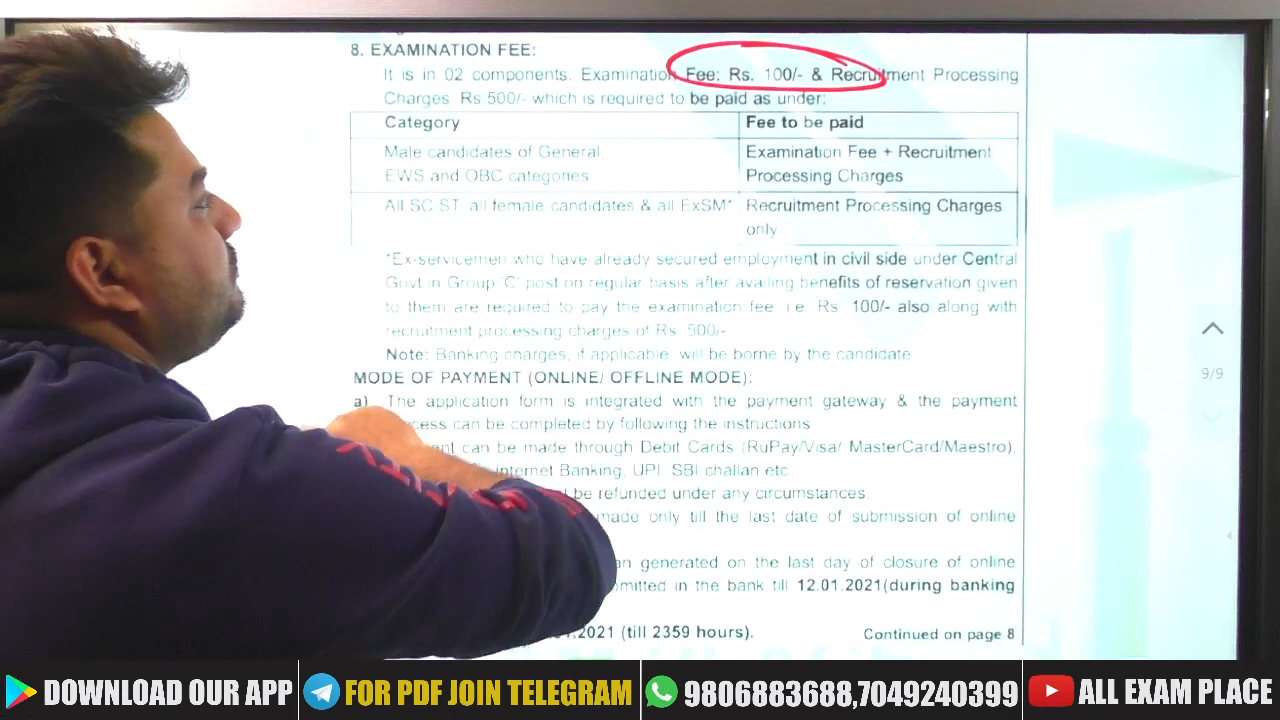 8. EXAMINATION FEE:
It is in 02 components. Examination Fee: Rs. 100/- & Recruitment Processing
Charges Rs 500/- which is required to be paid as under:
Category Fee to be paid
Male candidates of General, Examination Fee + Recruitment
EWS and OBC categories Processing Charges
All SC ST all female candidates & all ExSM* Recruitment Processing Charges
only
*Ex-servicemen who have already secured employment in civil side under Central
Govt in Group 'C' post on regular basis after availing benefits of reservation given
to them are required to pay the examination fee i.e Rs 100/- also along with
recruitment processing charges of Rs 500/-
Note: Banking charges, if applicable will be borne by the candidate
MODE OF PAYMENT (ONLINE/ OFFLINE MODE):
a) The application form is integrated with the payment gateway & the payment
can be completed by following the instructions
can be made through Debit Cards (RuPay/Visa/ MasterCard/Maestro),
Internet Banking, UPI SBI challan etc
be refunded under any circumstances.
made only till the last date of submission of online
generated on the last day of closure of online
in the bank till 12.01.2021(during banking
2021 (till 2359 hours).
Continued on page 8
9/9
DOWNLOAD OUR APP FOR PDF JOIN TELEGRAM 9806883688,7049240399 ALL EXAM PLACE